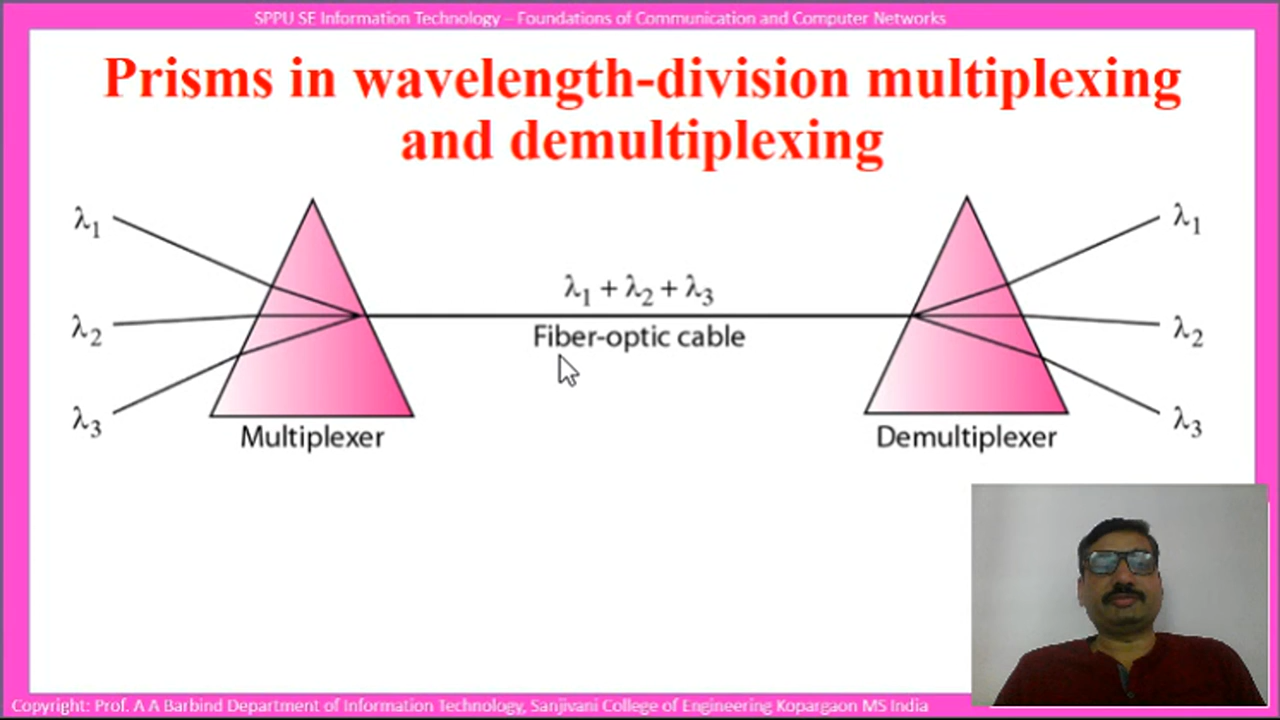 SPPU SE Information Technology – Foundations of Communication and Computer Networks
Prisms in wavelength-division multiplexing
and demultiplexing
λ1
λ2
λ3
Multiplexer
λ1 + λ2 + λ3
Fiber-optic cable
λ1
λ2
λ3
Demultiplexer
Copyright: Prof. A A Barbind Department of Information Technology, Sanjivani College of Engineering Kopargaon MS India